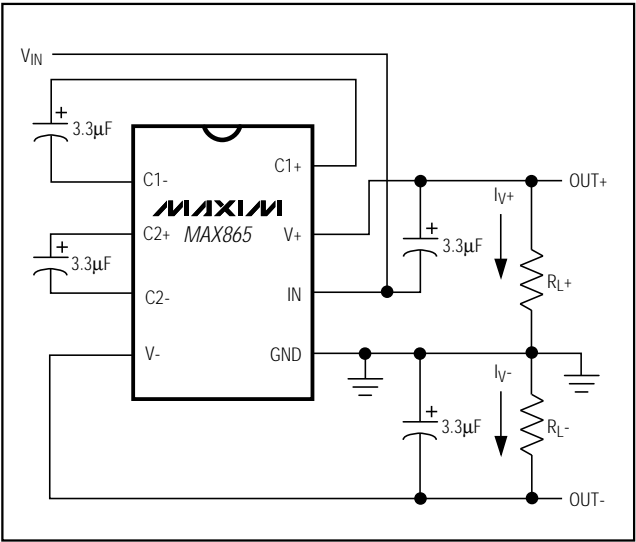 VIN
+
3.3µF
C1-
C1+
MAXIM
MAX865
C2+
V+
+
3.3µF
C2-
IN
V-
GND
OUT+
IV+
+
3.3µF
RL+
IV-
+
3.3µF
RL-
OUT-